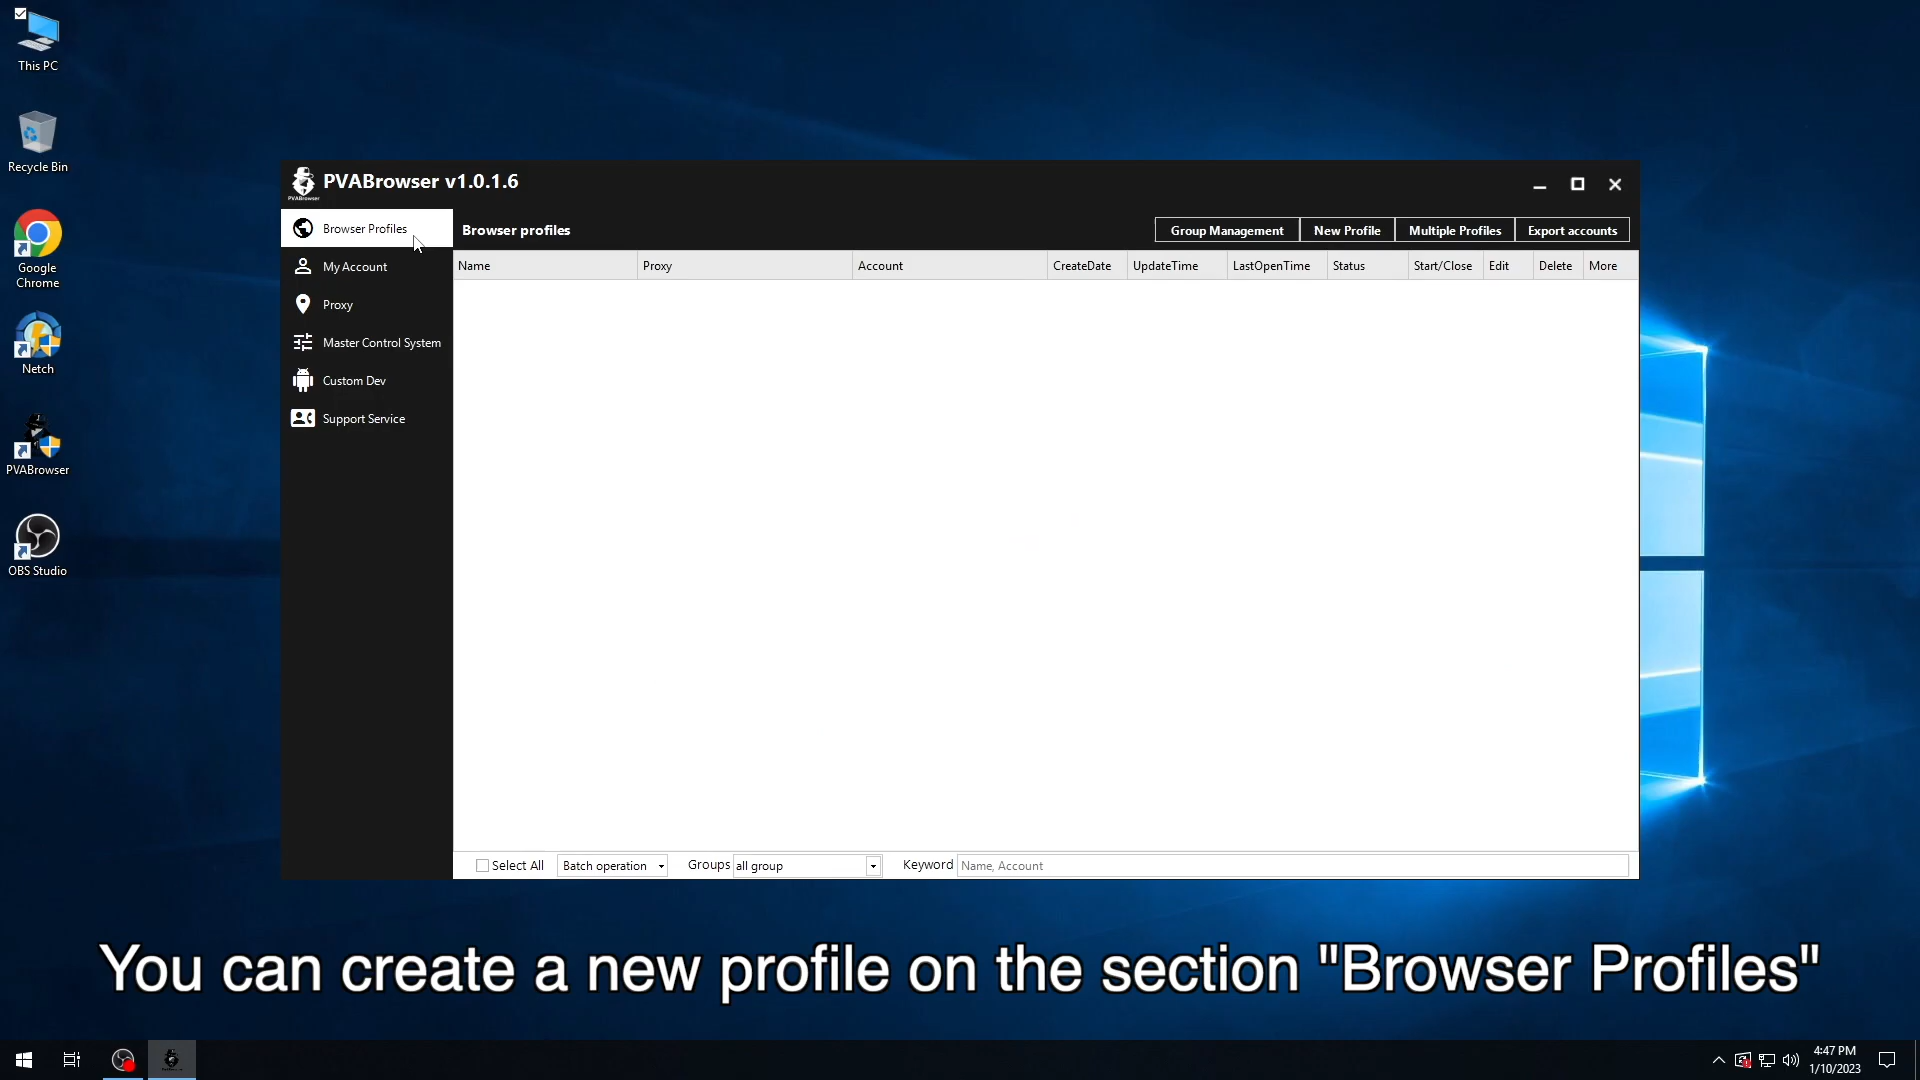 This PC
Recycle Bin
Google
Chrome
Netch
PVABrowser
OBS Studio
PVABrowser
PVABrowser v1.0.1.6
Browser Profiles
My Account
Proxy
Master Control System
Custom Dev
Support Service
Browser profiles
Group Management
New Profile
Multiple Profiles
Export accounts
Name
Proxy
Account
CreateDate
UpdateTime
LastOpenTime
Status
Start/Close
Edit
Delete
More
Select All
Batch operation
Groups
all group
Keyword
Name, Account
You can create a new profile on the section "Browser Profiles"
4:47 PM
1/10/2023